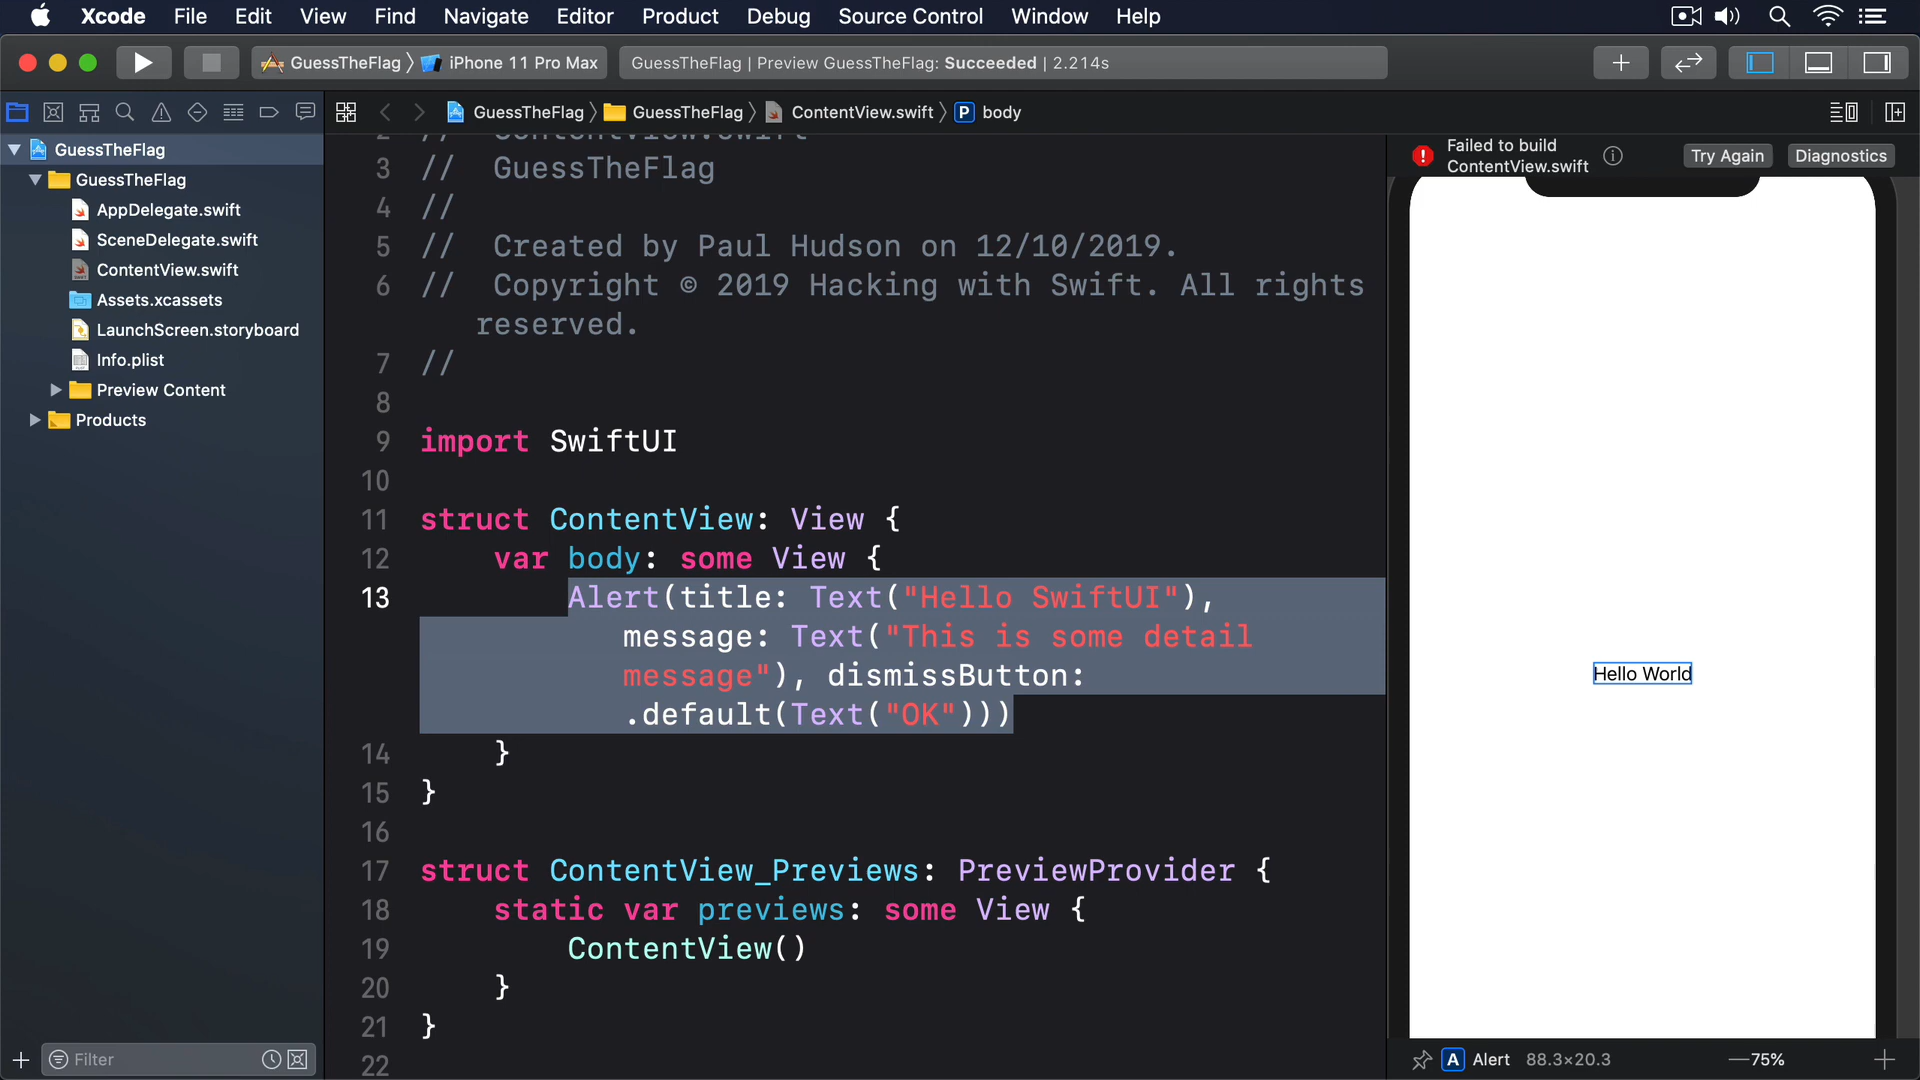 Xcode File Edit View Find Navigate Editor Product Debug Source Control Window Help
GuessTheFlag iPhone 11 Pro Max
GuessTheFlag | Preview GuessTheFlag: Succeeded | 2.214s
GuessTheFlag GuessTheFlag ContentView.swift P body
GuessTheFlag
GuessTheFlag
AppDelegate.swift
SceneDelegate.swift
ContentView.swift
Assets.xcassets
LaunchScreen.storyboard
Info.plist
Preview Content
Products
Filter
2 // ContentView.swift
3 // GuessTheFlag
4 //
5 // Created by Paul Hudson on 12/10/2019.
6 // Copyright © 2019 Hacking with Swift. All rights
reserved.
7 //
8
9 import SwiftUI
10
11 struct ContentView: View {
12 var body: some View {
13 Alert(title: Text("Hello SwiftUI"),
message: Text("This is some detail
message"), dismissButton:
.default(Text("OK")))
14 }
15 }
16
17 struct ContentView_Previews: PreviewProvider {
18 static var previews: some View {
19 ContentView()
20 }
21 }
22
Failed to build
ContentView.swift
Try Again Diagnostics
Hello World
A Alert 88.3×20.3 — 75%